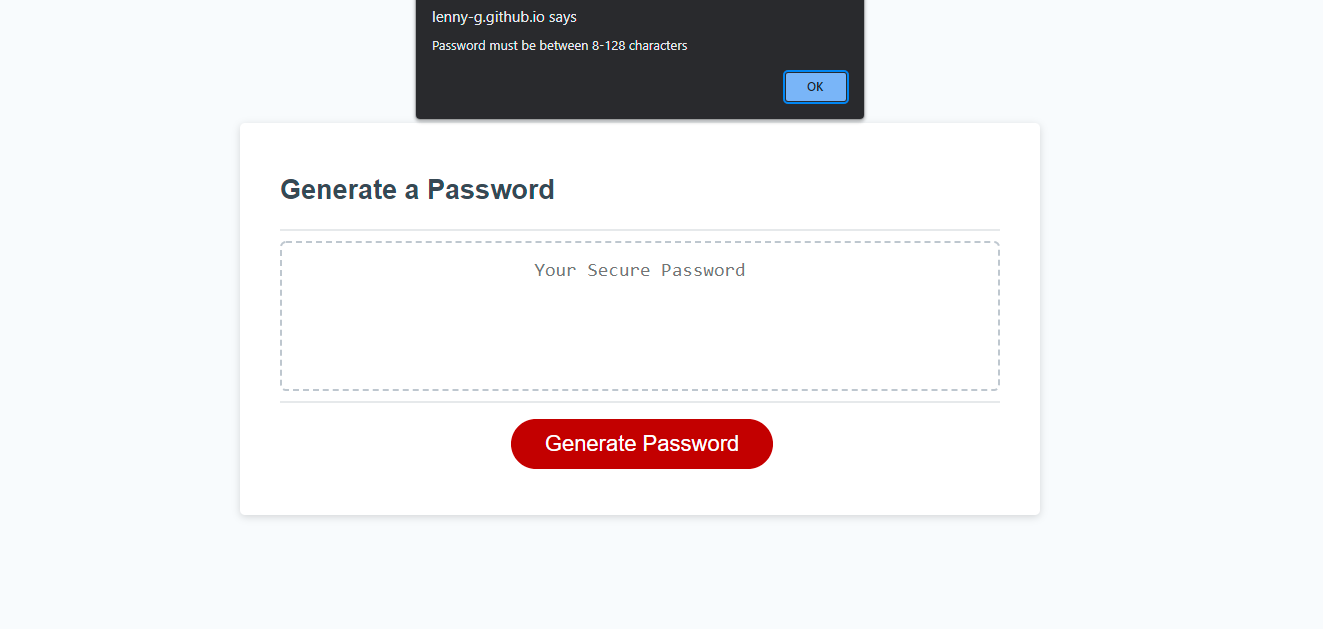 lenny-g.github.io says
Password must be between 8-128 characters
OK
Generate a Password
Your Secure Password
Generate Password